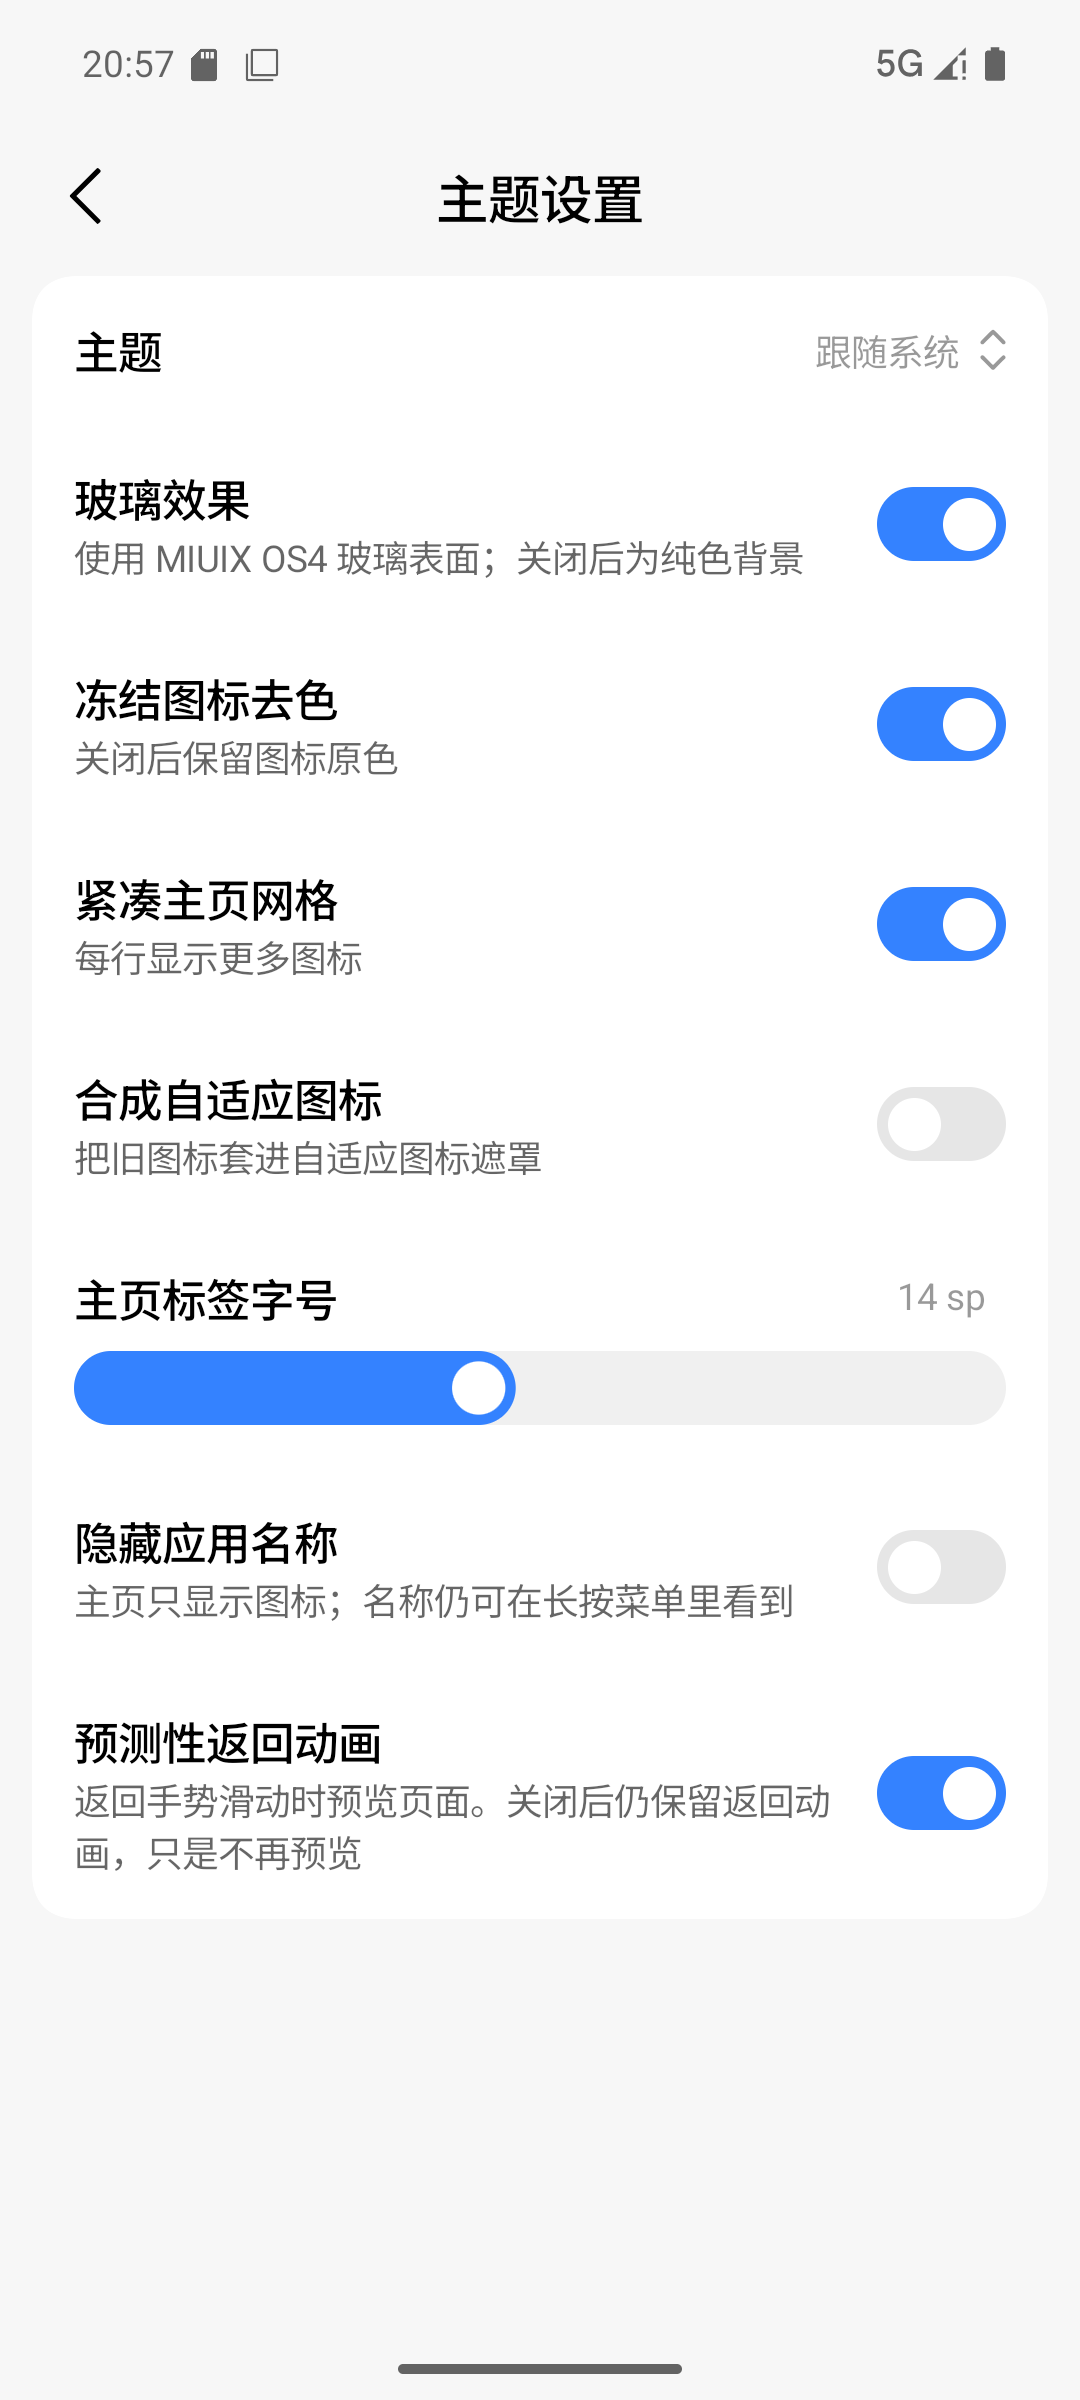 20:57
5G
主题设置
主题
跟随系统
玻璃效果
使用 MIUIX OS4 玻璃表面；关闭后为纯色背景
冻结图标去色
关闭后保留图标原色
紧凑主页网格
每行显示更多图标
合成自适应图标
把旧图标套进自适应图标遮罩
主页标签字号
14 sp
隐藏应用名称
主页只显示图标；名称仍可在长按菜单里看到
预测性返回动画
返回手势滑动时预览页面。关闭后仍保留返回动
画，只是不再预览